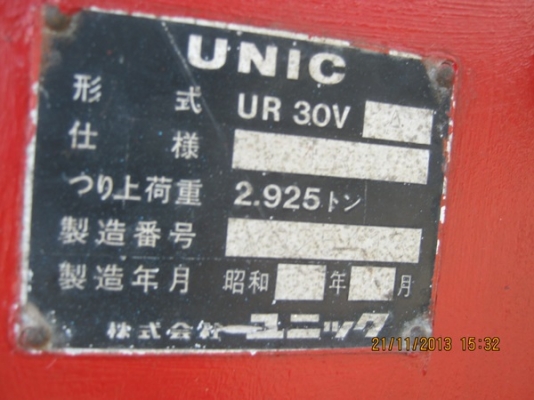 UNIC
形式 UR 30V
仕様
つり上荷重 2.925トン
製造番号
製造年月 昭和 年 月
株式会社ユニック
21/11/2013 15:32